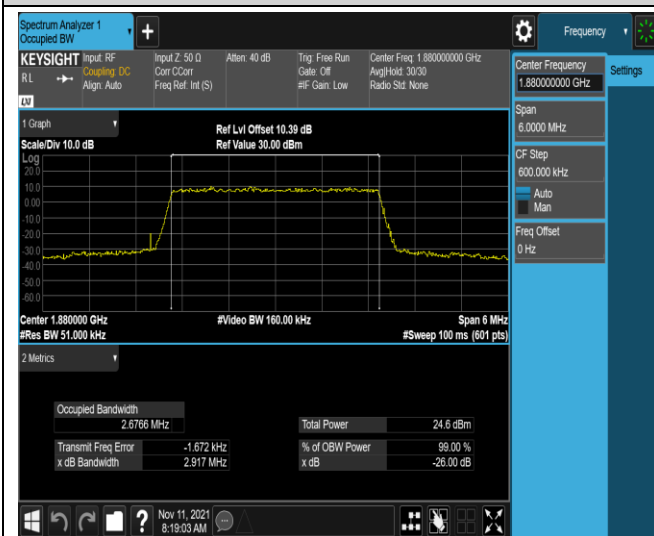 Spectrum Analyzer 1
Occupied BW
+
Frequency
KEYSIGHT
R L
LXI
Input: RF
Coupling: DC
Align: Auto
Input Z: 50 Ω
Corr CCorr
Freq Ref: Int (S)
Atten: 40 dB
Trig: Free Run
Gate: Off
#IF Gain: Low
Center Freq: 1.880000000 GHz
Avg|Hold: 30/30
Radio Std: None
Center Frequency
1.880000000 GHz
Settings
Span
6.0000 MHz
CF Step
600.000 kHz
Auto
Man
Freq Offset
0 Hz
1 Graph
Scale/Div 10.0 dB
Ref Lvl Offset 10.39 dB
Ref Value 30.00 dBm
Log
20.0
10.0
0.00
-10.0
-20.0
-30.0
-40.0
-50.0
-60.0
Center 1.880000 GHz
#Res BW 51.000 kHz
#Video BW 160.00 kHz
Span 6 MHz
#Sweep 100 ms (601 pts)
2 Metrics
Occupied Bandwidth
2.6766 MHz
Total Power 24.6 dBm
Transmit Freq Error -1.672 kHz
% of OBW Power 99.00 %
x dB Bandwidth 2.917 MHz
x dB -26.00 dB
?
Nov 11, 2021
8:19:03 AM